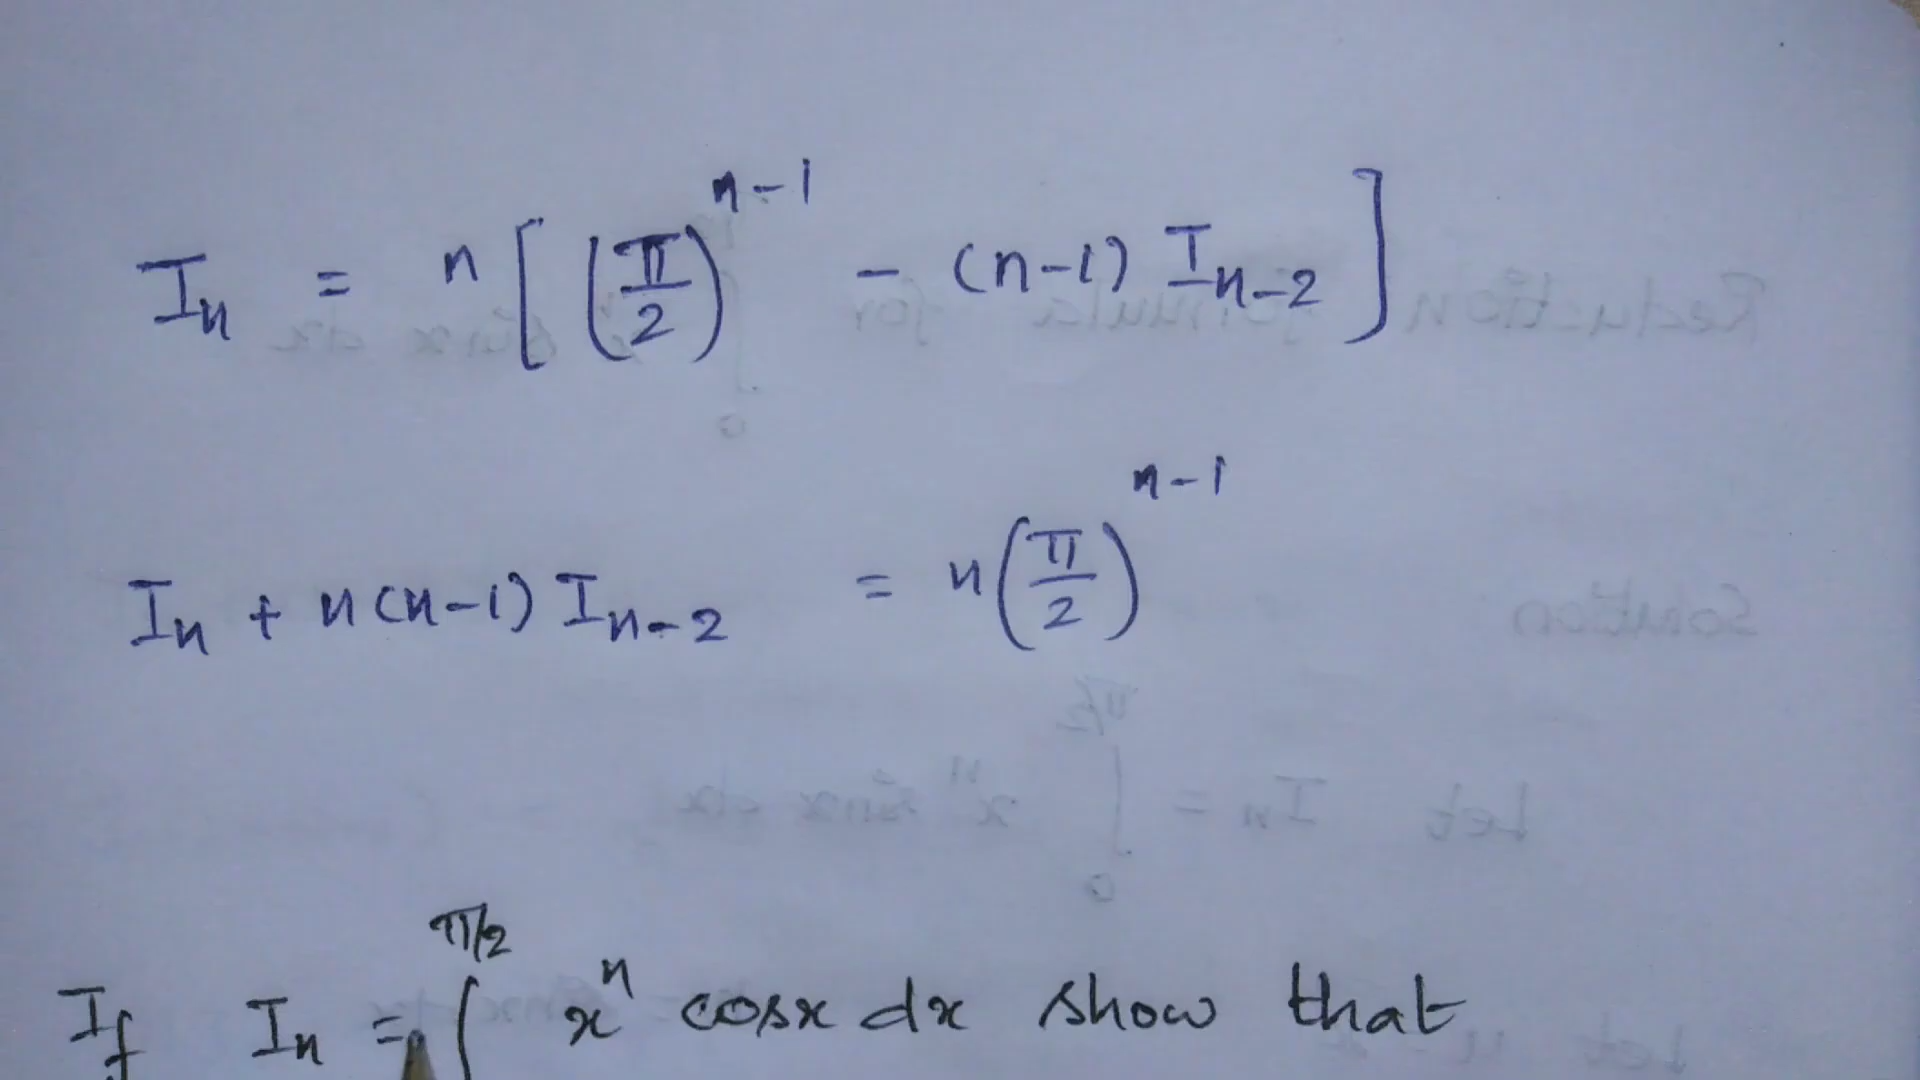 Iₙ = n[(π/2)ⁿ⁻¹ - (n-1) Iₙ₋₂]
Iₙ + n(n-1) Iₙ₋₂ = n(π/2)ⁿ⁻¹
If Iₙ = ∫^π/2 xⁿ cosx dx show that